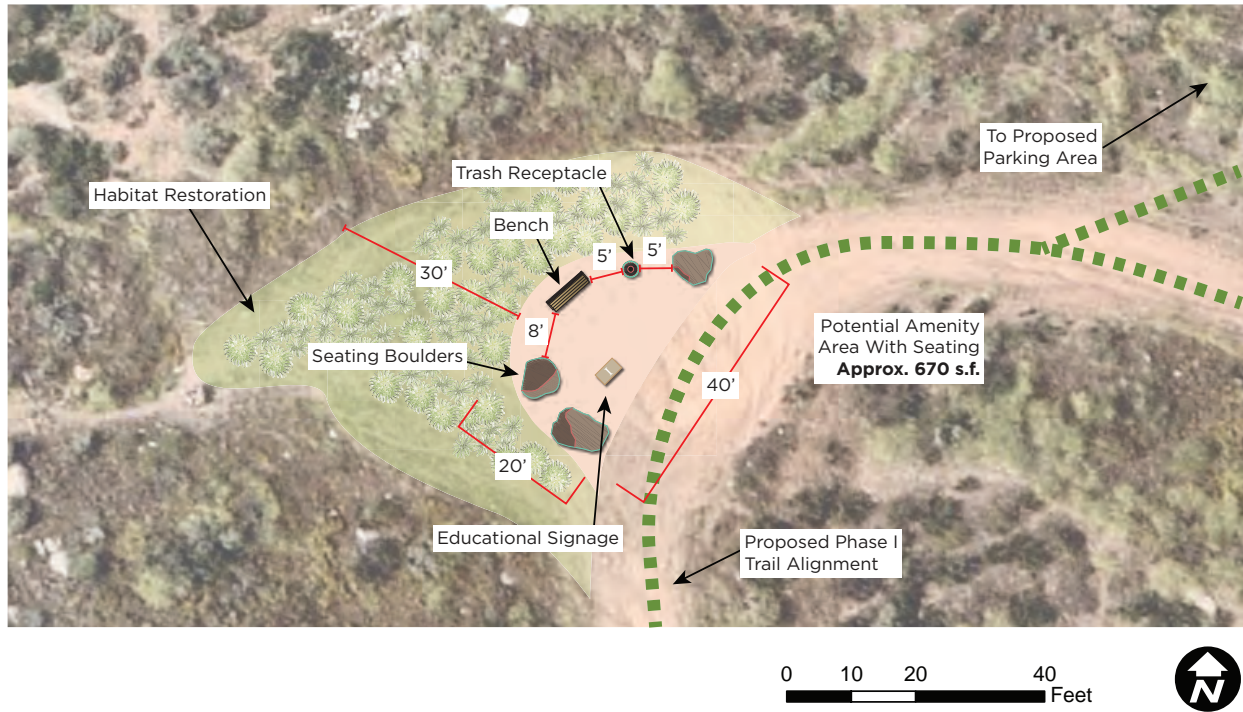 To Proposed
Parking Area
Trash Receptacle
Habitat Restoration
Bench
5’
5’
30’
8’
Seating Boulders
Potential Amenity
Area With Seating
Approx. 670 s.f.
40’
20’
Educational Signage
Proposed Phase I
Trail Alignment
0 10 20 40
Feet
N